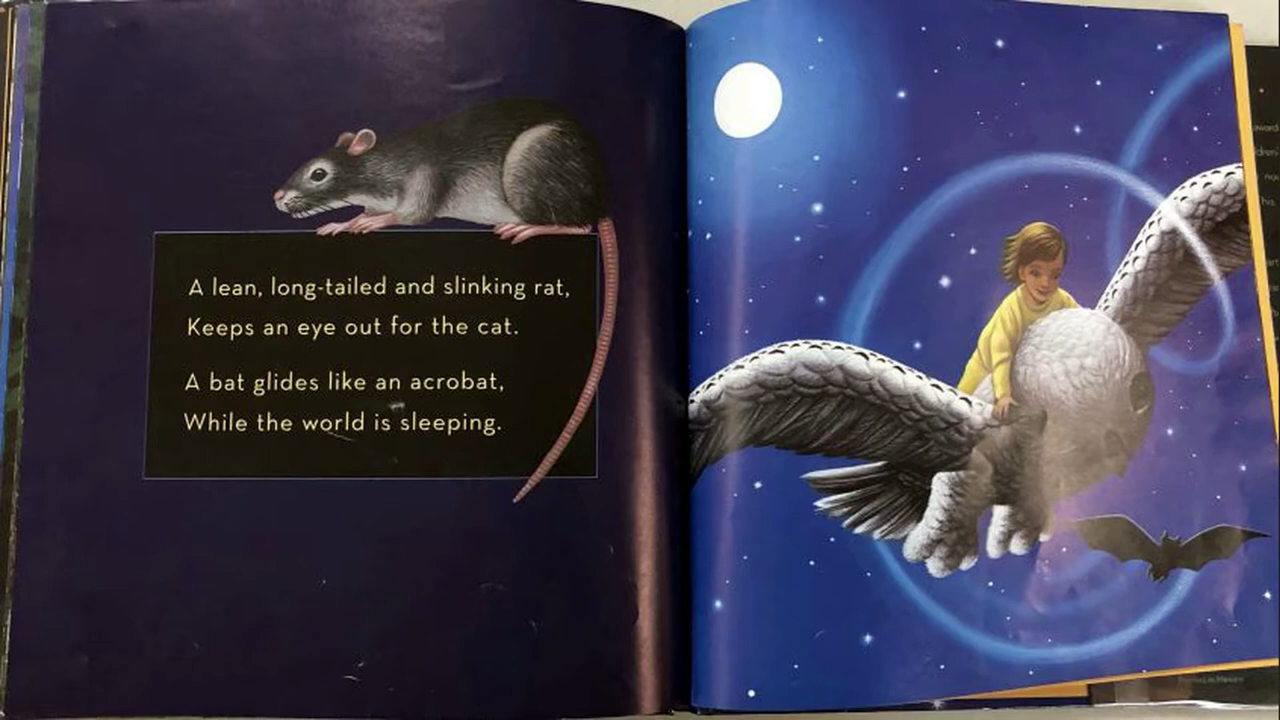 A lean, long-tailed and slinking rat,
Keeps an eye out for the cat.
A bat glides like an acrobat,
While the world is sleeping.